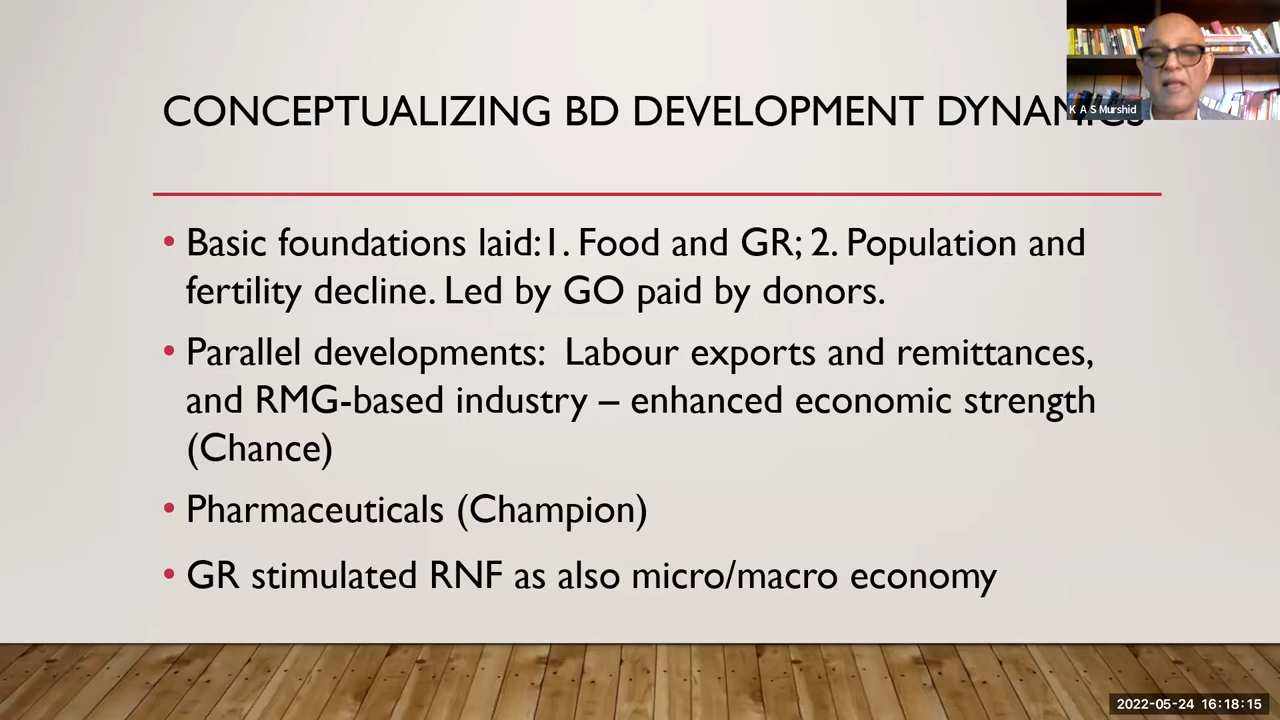 CONCEPTUALIZING BD DEVELOPMENT DYNAMICS
K A S Murshid
• Basic foundations laid:1. Food and GR; 2. Population and
fertility decline. Led by GO paid by donors.
• Parallel developments: Labour exports and remittances,
and RMG-based industry – enhanced economic strength
(Chance)
• Pharmaceuticals (Champion)
• GR stimulated RNF as also micro/macro economy
2022-05-24 16:18:15